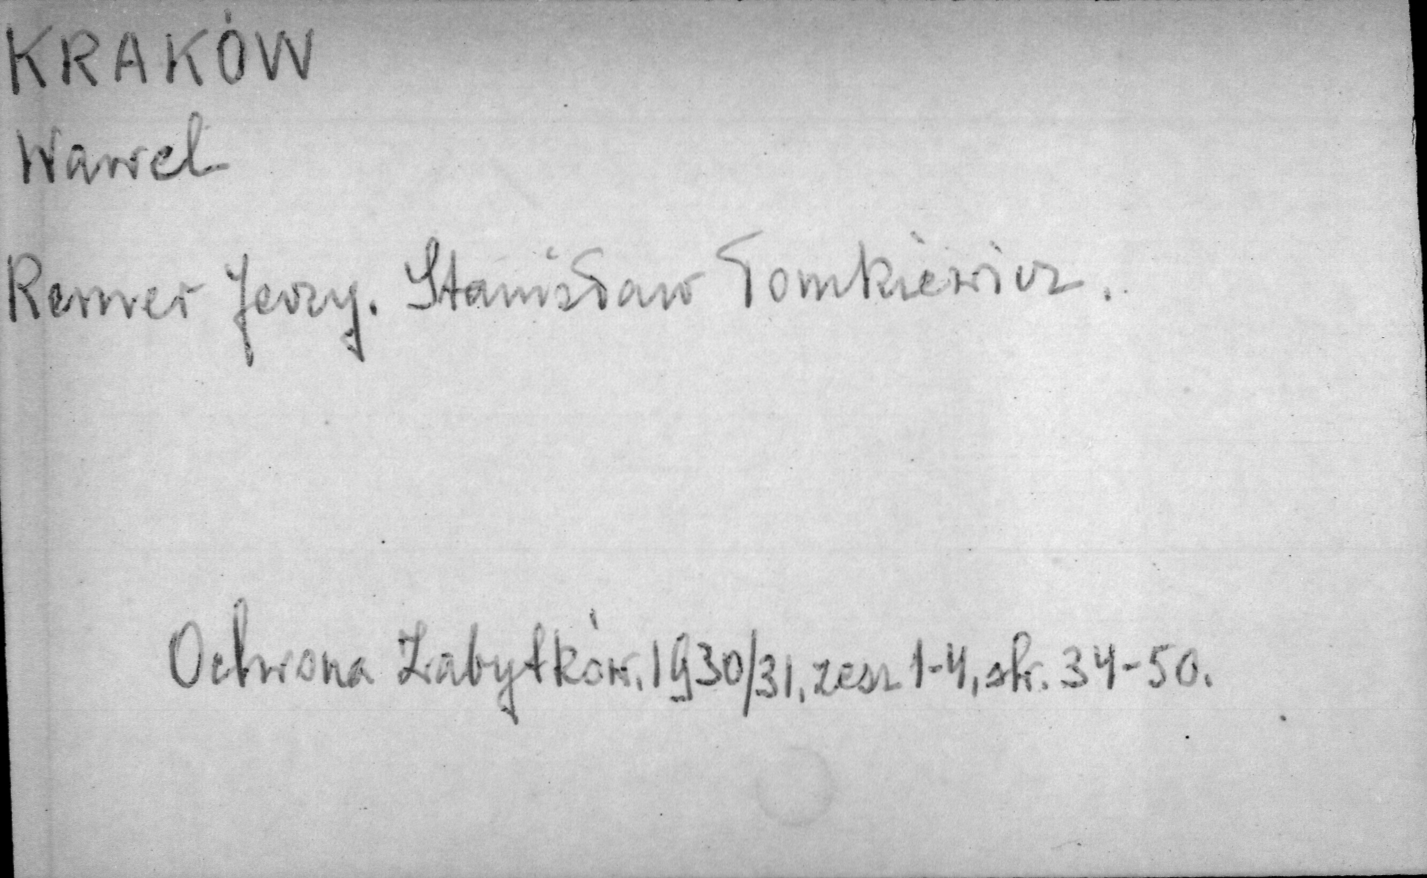 KRAKÓW
Wawel
Remer Jerzy. Stanisław Tomkiewicz.
Ochrona Zabytków. 1930/31, zesz 1-4, str. 34-50.